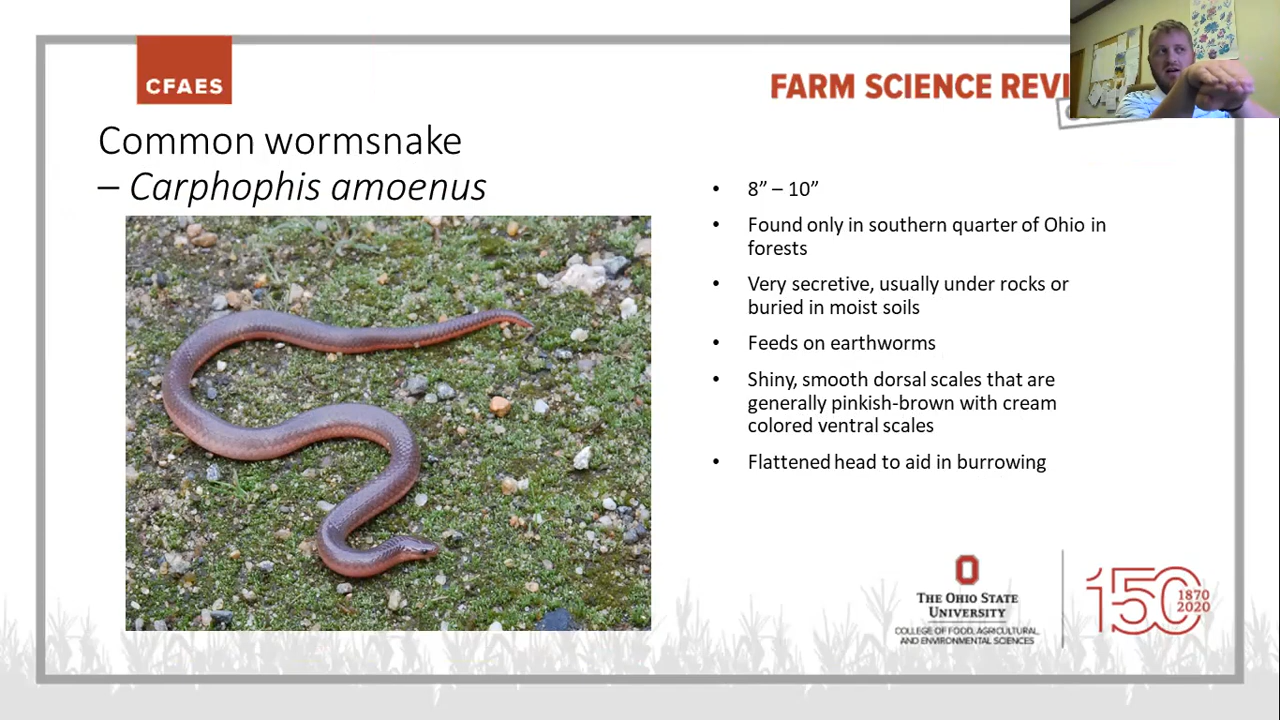 CFAES
FARM SCIENCE
Common wormsnake
– Carphophis amoenus
• 8” – 10”
• Found only in southern quarter of Ohio in
forests
• Very secretive, usually under rocks or
buried in moist soils
• Feeds on earthworms
• Shiny, smooth dorsal scales that are
generally pinkish-brown with cream
colored ventral scales
• Flattened head to aid in burrowing
THE OHIO STATE
UNIVERSITY
COLLEGE OF FOOD, AGRICULTURAL,
AND ENVIRONMENTAL SCIENCES
150
1870
2020